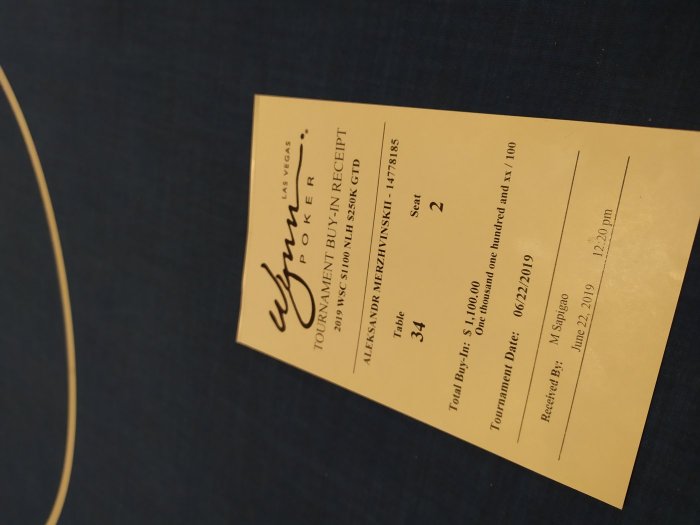 Wynn
LAS VEGAS
POKER
TOURNAMENT BUY-IN RECEIPT
2019 WSC $1100 NLH $250K GTD
ALEKSANDR MERZHVINSKII - 14778185
Table Seat
34 2
Total Buy-In: $ 1,100.00
One thousand one hundred and xx / 100
Tournament Date: 06/22/2019
Received By: M Sapigao
June 22, 2019 12:20 pm